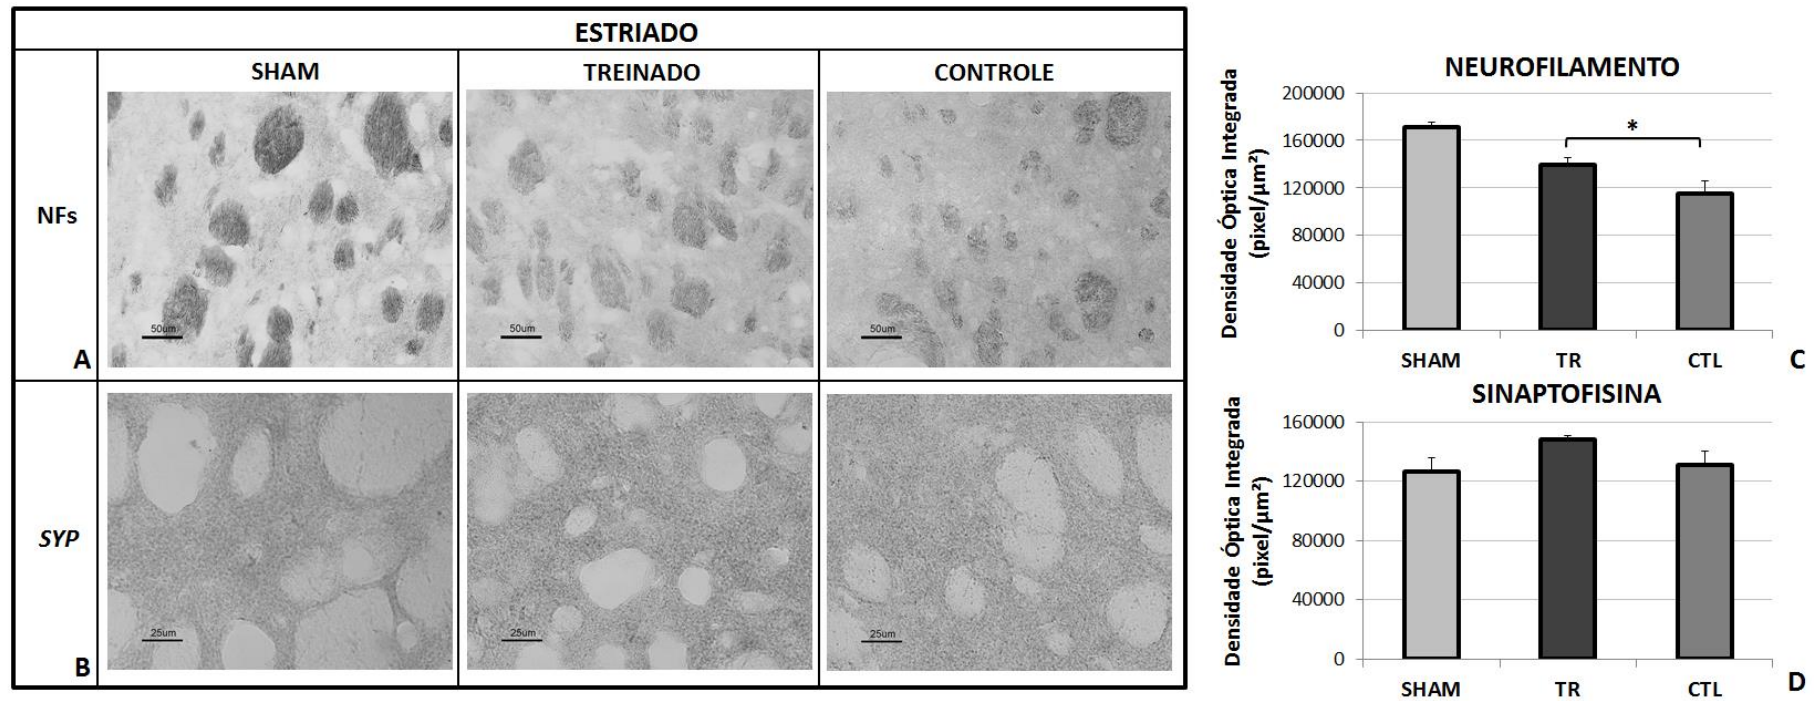 ESTRIADO
SHAM TREINADO CONTROLE
NFs
50um 50um 50um
A
SYP
25um 25um 25um
B
NEUROFILAMENTO
Densidade Óptica Integrada
(pixel/µm²)
200000
160000
120000
80000
40000
0
*
SHAM TR CTL
C
SINAPTOFISINA
Densidade Óptica Integrada
(pixel/µm²)
160000
120000
80000
40000
0
SHAM TR CTL
D